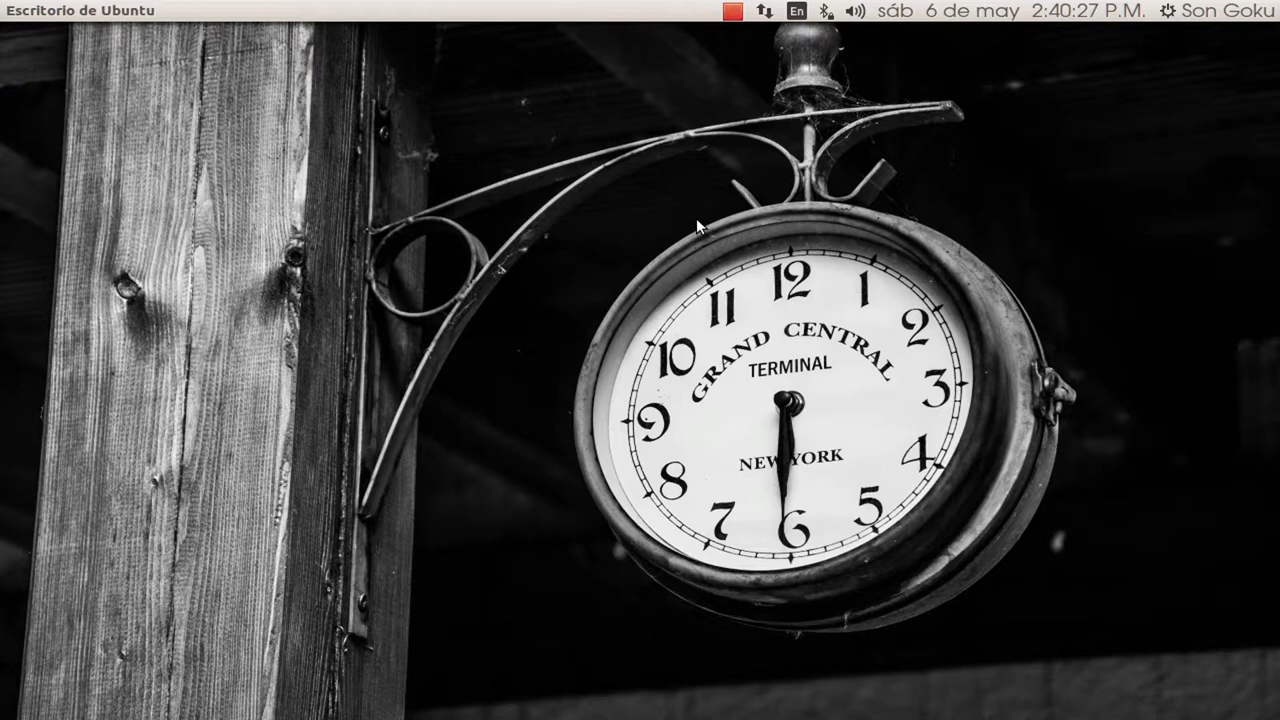 Escritorio de Ubuntu
En
sáb 6 de may 2:40:27 P.M.
Son Goku
12
11
1
10
2
GRAND CENTRAL
TERMINAL
9
3
NEW YORK
8
4
7
5
6